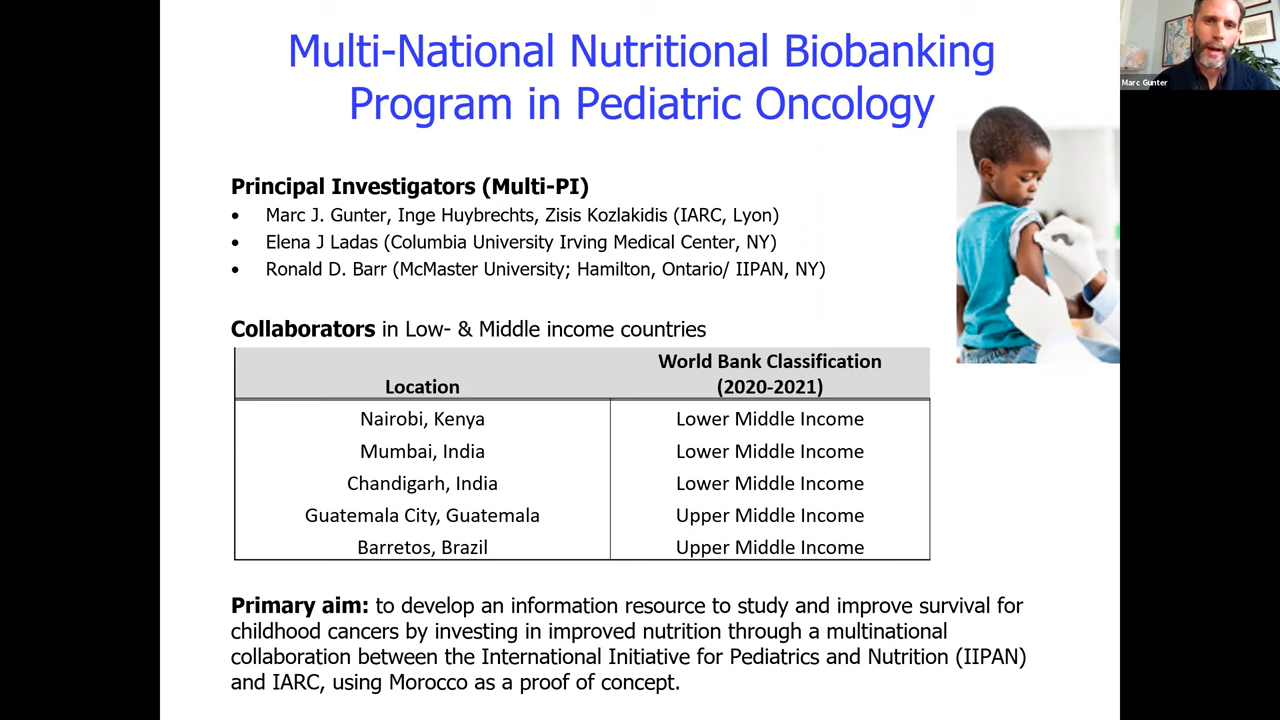 Multi-National Nutritional Biobanking
Program in Pediatric Oncology
Marc Gunter
Principal Investigators (Multi-PI)
• Marc J. Gunter, Inge Huybrechts, Zisis Kozlakidis (IARC, Lyon)
• Elena J Ladas (Columbia University Irving Medical Center, NY)
• Ronald D. Barr (McMaster University; Hamilton, Ontario/ IIPAN, NY)
Collaborators in Low- & Middle income countries
Location World Bank Classification
(2020-2021)
Nairobi, Kenya Lower Middle Income
Mumbai, India Lower Middle Income
Chandigarh, India Lower Middle Income
Guatemala City, Guatemala Upper Middle Income
Barretos, Brazil Upper Middle Income
Primary aim: to develop an information resource to study and improve survival for
childhood cancers by investing in improved nutrition through a multinational
collaboration between the International Initiative for Pediatrics and Nutrition (IIPAN)
and IARC, using Morocco as a proof of concept.